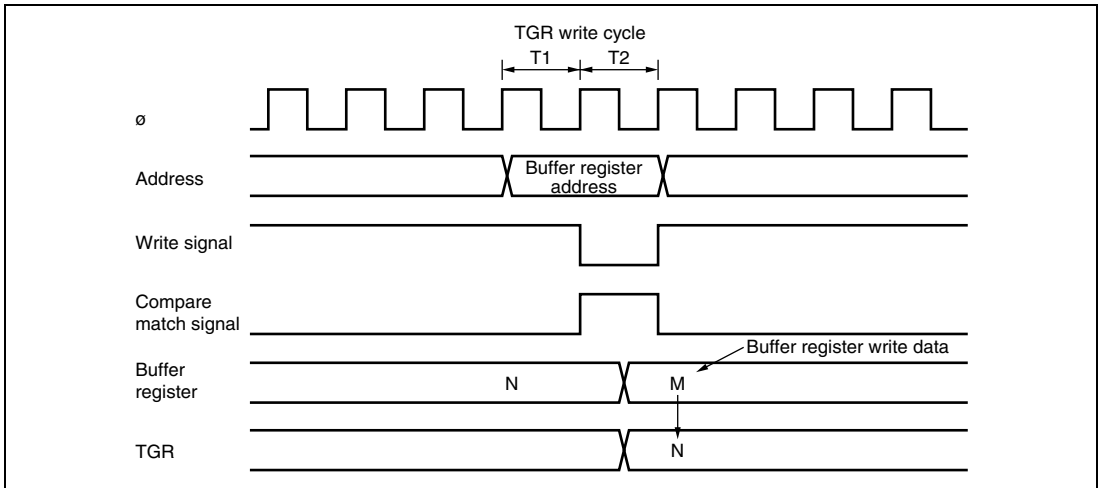 TGR write cycle
T1 T2
ø
Address
Buffer register
address
Write signal
Compare
match signal
Buffer register write data
Buffer
register
N M
TGR
N